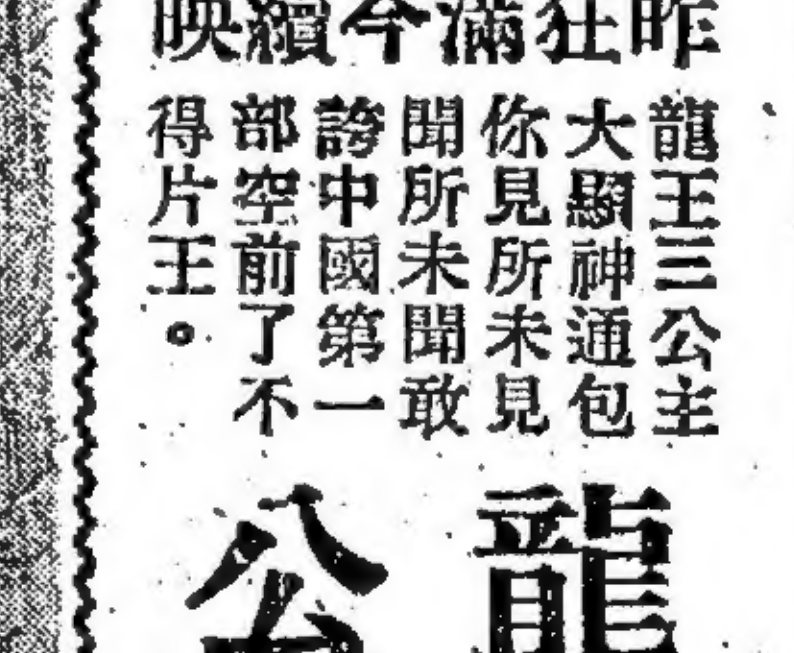 昨狂滿今續映
龍王三公主
大顯神通包
你見所未見
聞所未聞敢
誇中國第一
部空前了不
得片王。
龍公